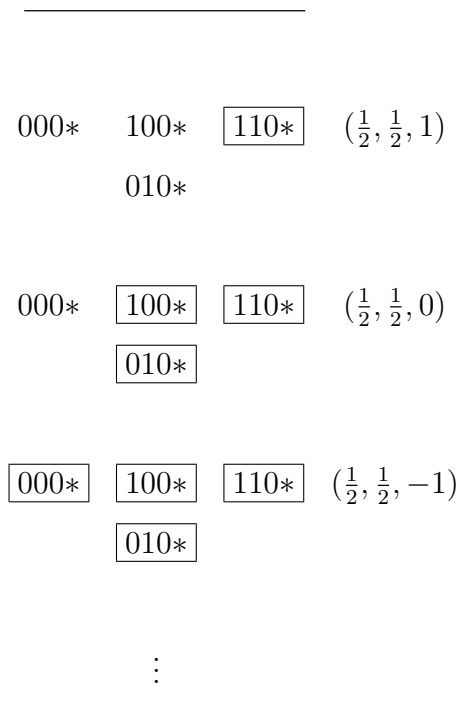 000∗ 100∗ 110∗ (1/2, 1/2, 1)
010∗
000∗ 100∗ 110∗ (1/2, 1/2, 0)
010∗
000∗ 100∗ 110∗ (1/2, 1/2, −1)
010∗
⋮